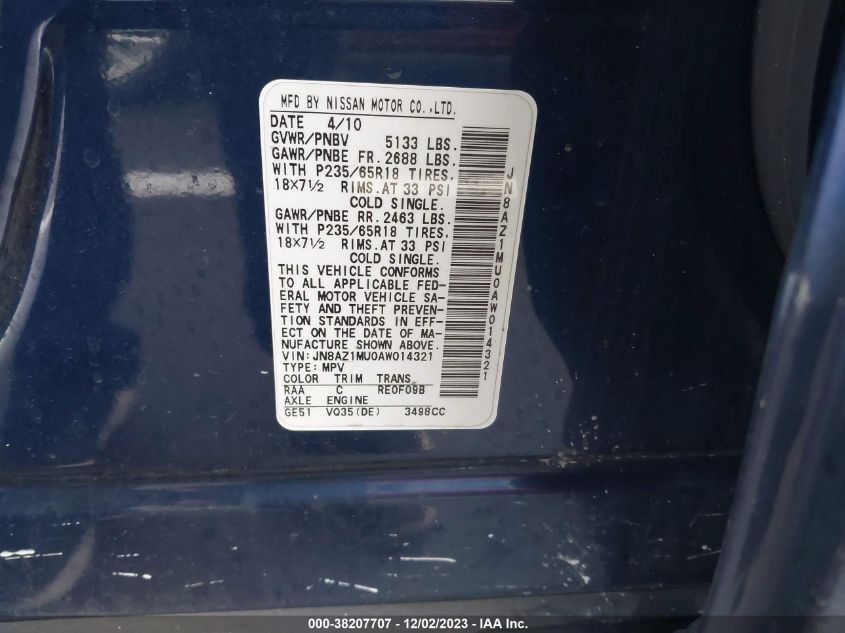 MFD BY NISSAN MOTOR CO.,LTD.
DATE 4/10
GVWR/PNBV 5133 LBS.
GAWR/PNBE FR. 2688 LBS.
WITH P235/65R18 TIRES,
18X7½ RIMS.AT 33 PSI
COLD SINGLE.
GAWR/PNBE RR. 2463 LBS.
WITH P235/65R18 TIRES,
18X7½ RIMS.AT 33 PSI
COLD SINGLE.
THIS VEHICLE CONFORMS
TO ALL APPLICABLE FED-
ERAL MOTOR VEHICLE SA-
FETY AND THEFT PREVEN-
TION STANDARDS IN EFF-
ECT ON THE DATE OF MA-
NUFACTURE SHOWN ABOVE.
VIN:JN8AZ1MU0AW014321
TYPE: MPV
COLOR TRIM TRANS
RAA C RE0F09B
AXLE ENGINE
GE51 VQ35(DE) 3498CC
JN8AZ1MU0AW014321
000-38207707 - 12/02/2023 - IAA Inc.